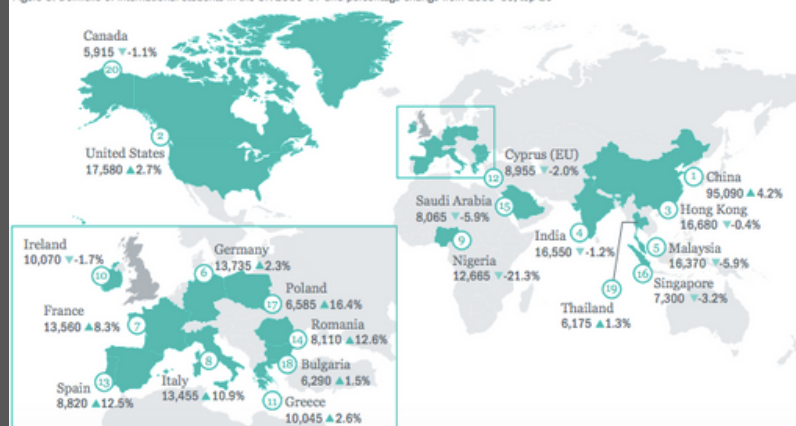 Canada
5,915 ▼-1.1%
20
2
United States
17,580 ▲2.7%
Cyprus (EU)
8,955 ▼-2.0%
12
1
China
95,090 ▲4.2%
Saudi Arabia
8,065 ▼-5.9%
15
3
Hong Kong
16,680 ▼-0.4%
India
16,550 ▼-1.2%
4
5
Malaysia
16,370 ▼-5.9%
9
Nigeria
12,665 ▼-21.3%
16
Singapore
7,300 ▼-3.2%
19
Thailand
6,175 ▲1.3%
Ireland
10,070 ▼-1.7%
10
Germany
13,735 ▲2.3%
6
Poland
6,585 ▲16.4%
17
France
13,560 ▲8.3%
7
Romania
8,110 ▲12.6%
14
8
Bulgaria
6,290 ▲1.5%
18
13
Spain
8,820 ▲12.5%
Italy
13,455 ▲10.9%
11
Greece
10,045 ▲2.6%